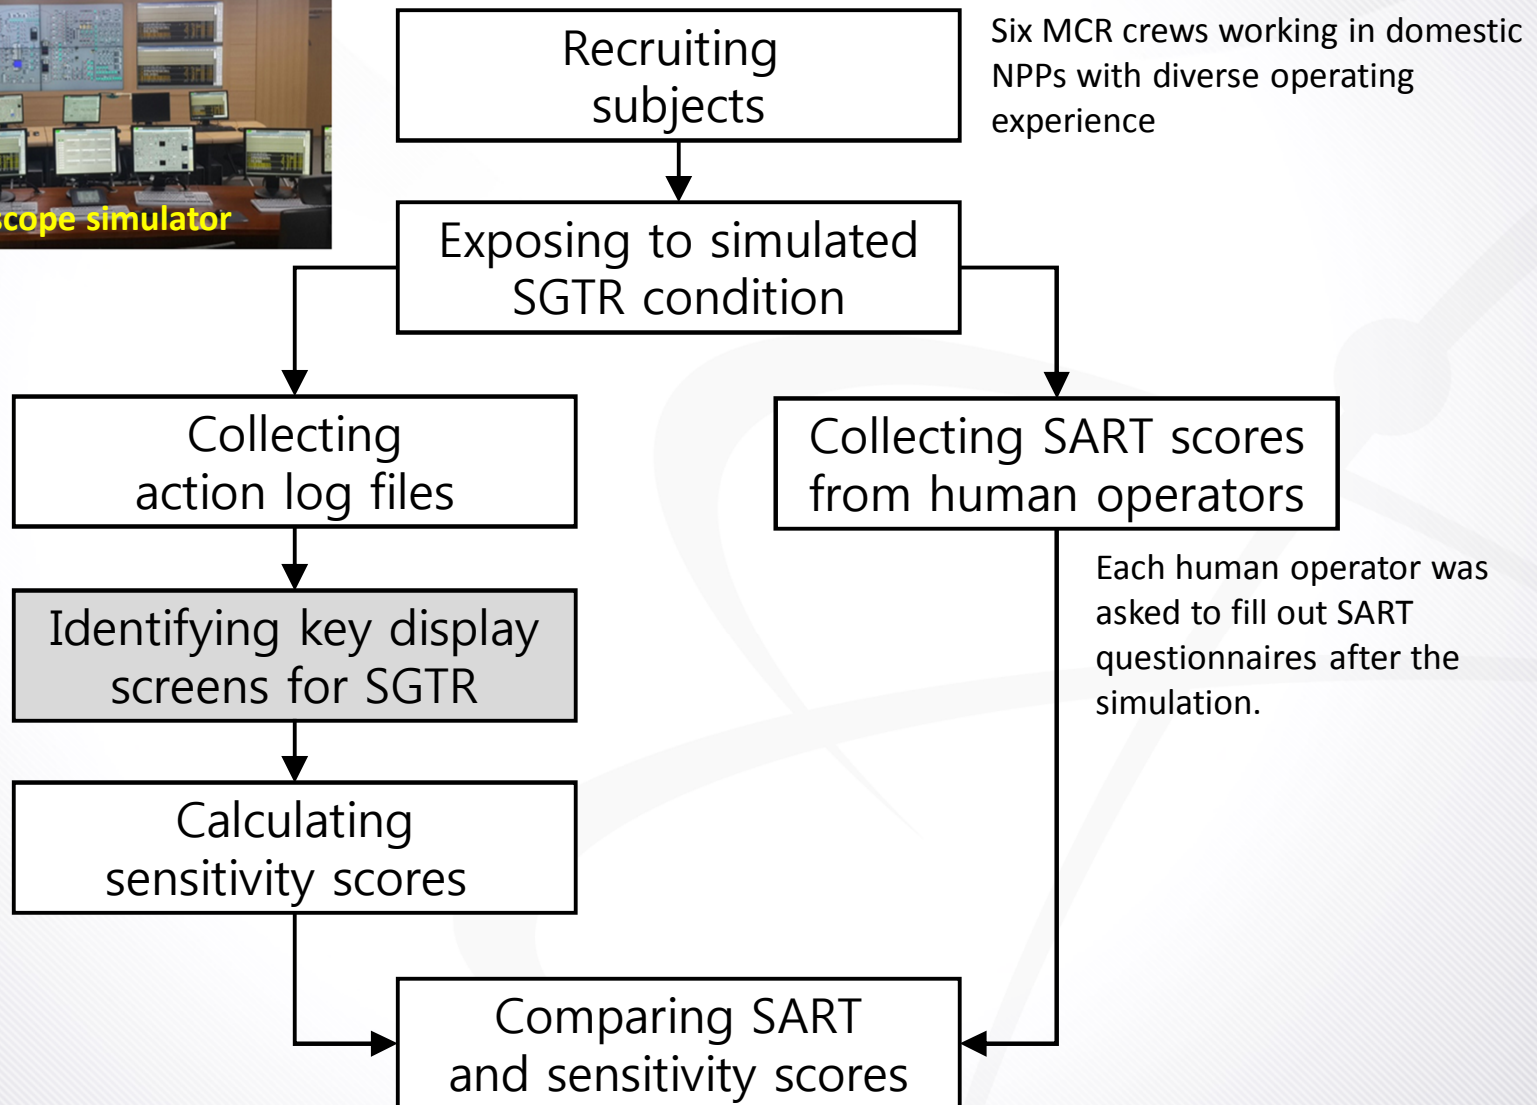 scope simulator
Recruiting
subjects
Six MCR crews working in domestic
NPPs with diverse operating
experience
Exposing to simulated
SGTR condition
Collecting
action log files
Collecting SART scores
from human operators
Each human operator was
asked to fill out SART
questionnaires after the
simulation.
Identifying key display
screens for SGTR
Calculating
sensitivity scores
Comparing SART
and sensitivity scores